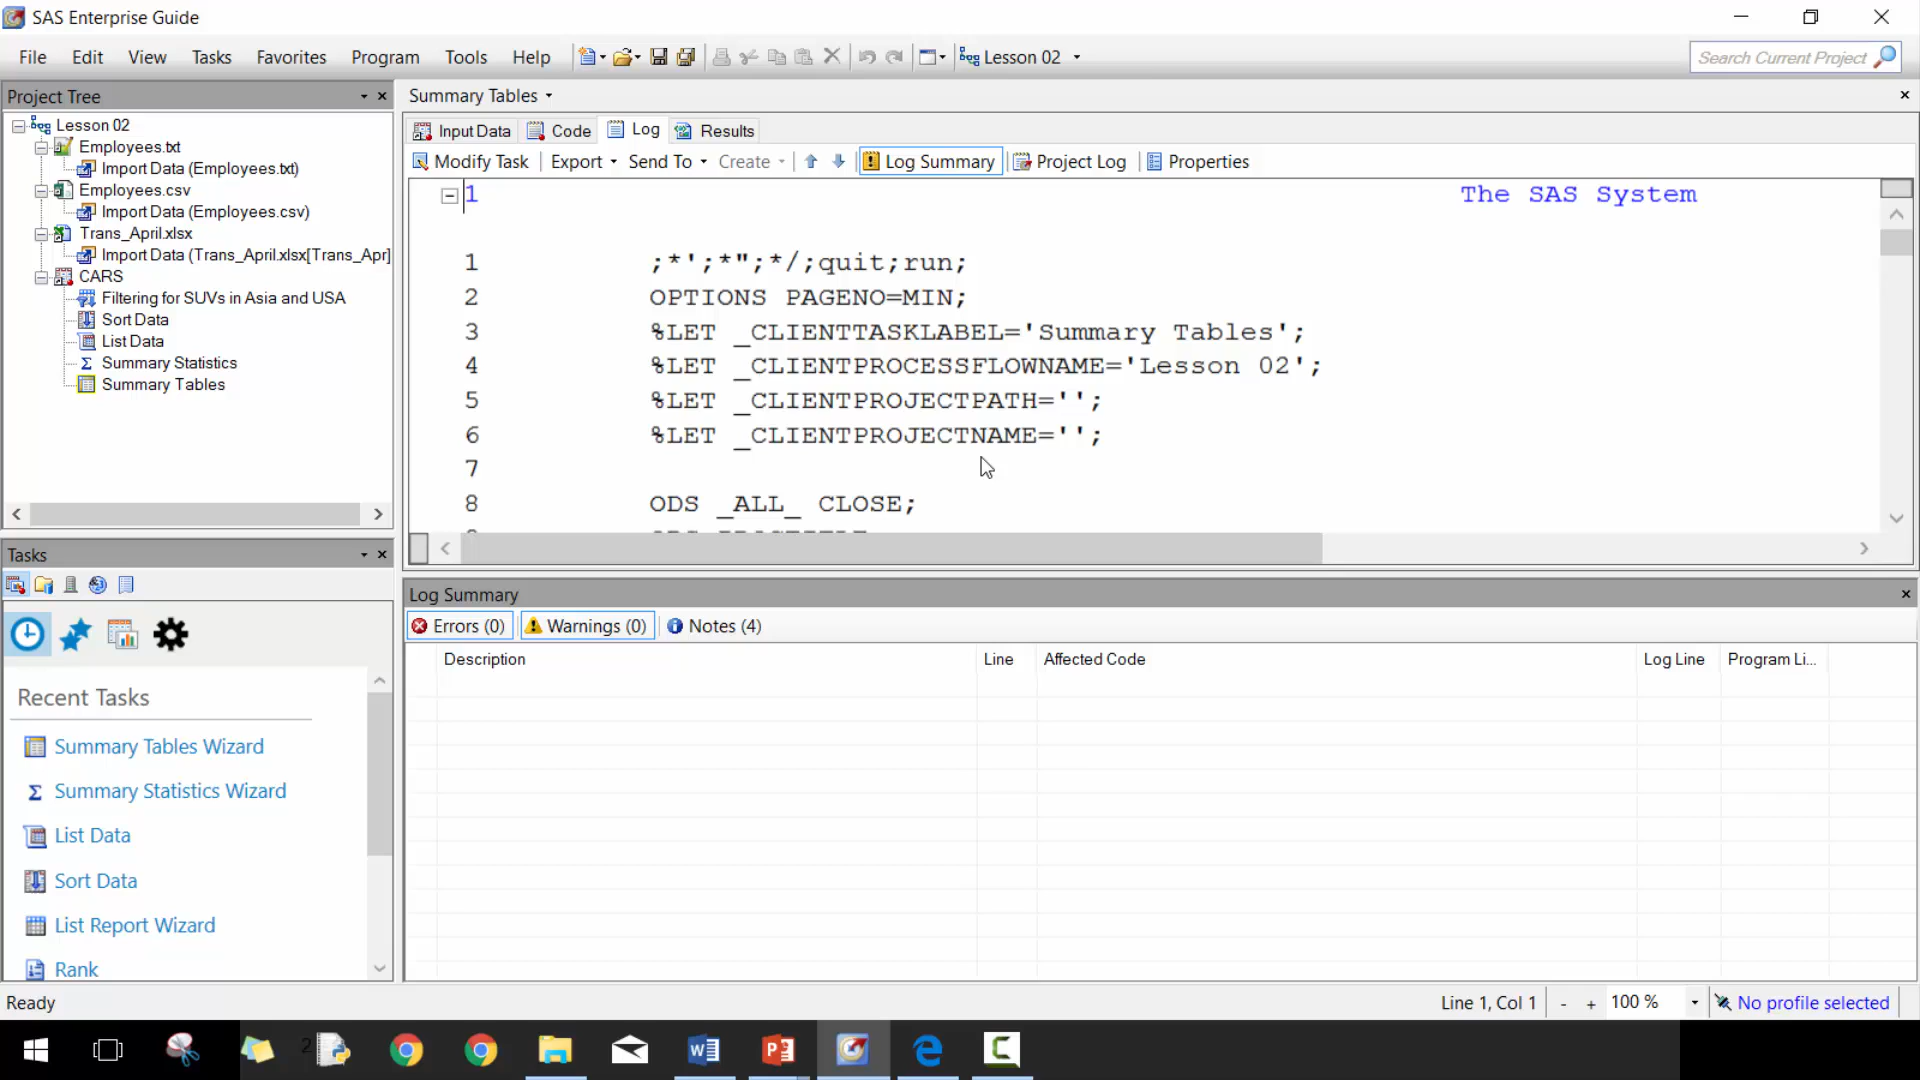 SAS Enterprise Guide
File Edit View Tasks Favorites Program Tools Help Lesson 02 Search Current Project
Project Tree
Lesson 02
Employees.txt
Import Data (Employees.txt)
Employees.csv
Import Data (Employees.csv)
Trans_April.xlsx
Import Data (Trans_April.xlsx[Trans_Apr]
CARS
Filtering for SUVs in Asia and USA
Sort Data
List Data
Summary Statistics
Summary Tables
Summary Tables
Input Data Code Log Results
Modify Task Export Send To Create Log Summary Project Log Properties
1 The SAS System
1 ;*';*";*/;quit;run;
2 OPTIONS PAGENO=MIN;
3 %LET _CLIENTTASKLABEL='Summary Tables';
4 %LET _CLIENTPROCESSFLOWNAME='Lesson 02';
5 %LET _CLIENTPROJECTPATH='';
6 %LET _CLIENTPROJECTNAME='';
7
8 ODS _ALL_ CLOSE;
Tasks
Recent Tasks
Summary Tables Wizard
Summary Statistics Wizard
List Data
Sort Data
List Report Wizard
Rank
Log Summary
Errors (0) Warnings (0) Notes (4)
Description Line Affected Code Log Line Program Li...
Ready Line 1, Col 1 - + 100 % No profile selected